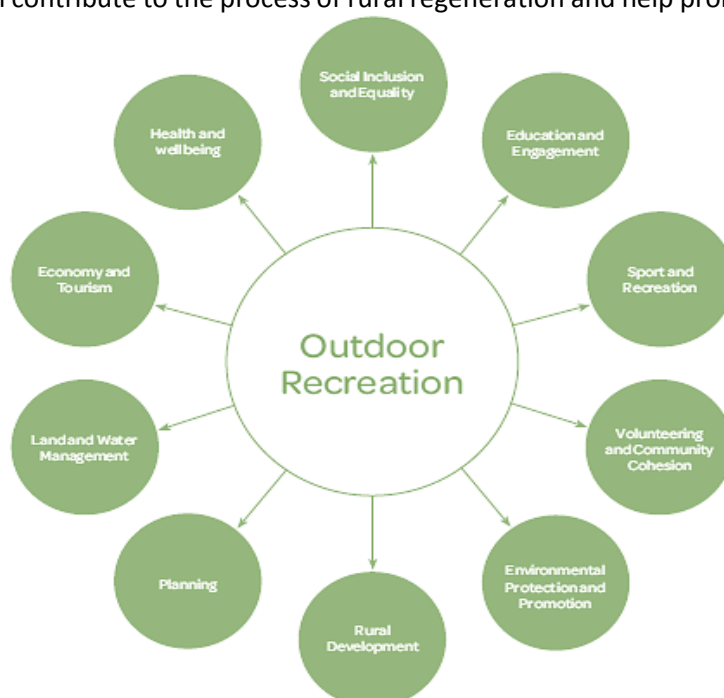 contribute to the process of rural regeneration and help
Social Inclusion
and Equality
Education and
Engagement
Sport and
Recreation
Volunteering
and Community
Cohesion
Environmental
Protection and
Promotion
Rural
Development
Planning
Land and Water
Management
Economy and
Tourism
Health and
wellbeing
Outdoor
Recreation